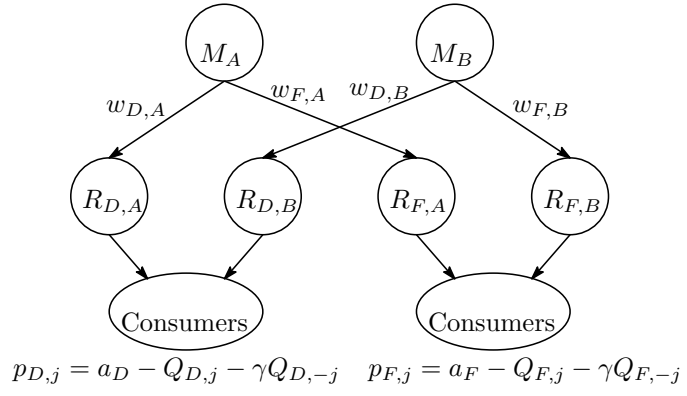 M_A M_B
w_{D,A} w_{F,A} w_{D,B} w_{F,B}
R_{D,A} R_{D,B} R_{F,A} R_{F,B}
Consumers Consumers
p_{D,j} = a_D − Q_{D,j} − γQ_{D,−j} p_{F,j} = a_F − Q_{F,j} − γQ_{F,−j}